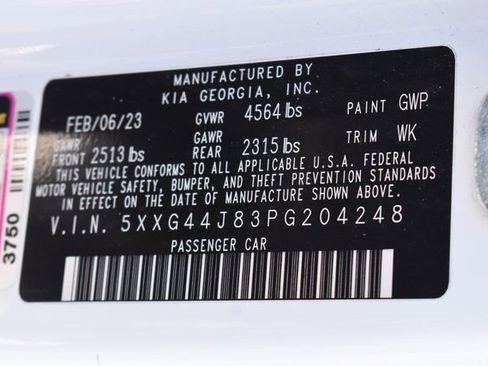 MANUFACTURED BY
KIA GEORGIA, INC.
FEB/06/23 GVWR 4564 lbs PAINT GWP
GAWR GAWR
FRONT 2513 lbs REAR 2315 lbs TRIM WK
THIS VEHICLE CONFORMS TO ALL APPLICABLE U.S.A. FEDERAL
MOTOR VEHICLE SAFETY, BUMPER, AND THEFT PREVENTION STANDARDS
IN EFFECT ON THE DATE OF MANUFACTURE SHOWN ABOVE.
V.I.N. 5XXG44J83PG204248
PASSENGER CAR
3750